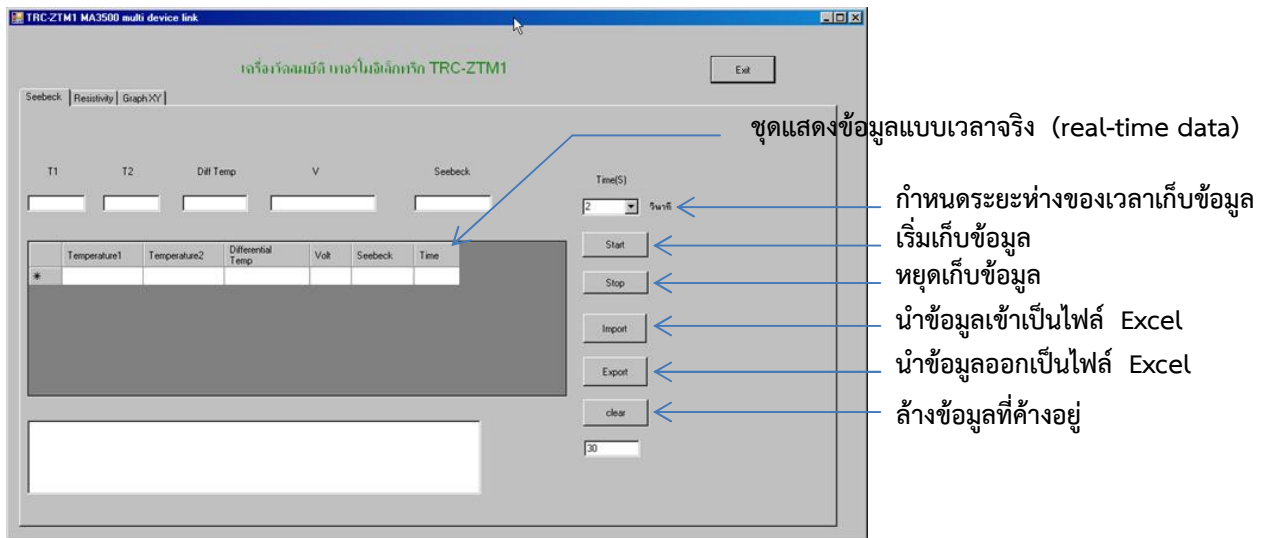 TRC-ZTM1 MA3500 multi device link
เครื่องวัดสมบัติ เทอร์โมอิเล็กทริก TRC-ZTM1
Exit
Seebeck Resistivity Graph XY
ชุดแสดงข้อมูลแบบเวลาจริง (real-time data)
T1 T2 Diff Temp V Seebeck
Time(S)
2 วินาที
กำหนดระยะห่างของเวลาเก็บข้อมูล
Start
เริ่มเก็บข้อมูล
Temperature1 Temperature2 Differential Temp Volt Seebeck Time
Stop
หยุดเก็บข้อมูล
Import
นำข้อมูลเข้าเป็นไฟล์ Excel
Export
นำข้อมูลออกเป็นไฟล์ Excel
clear
ล้างข้อมูลที่ค้างอยู่
30